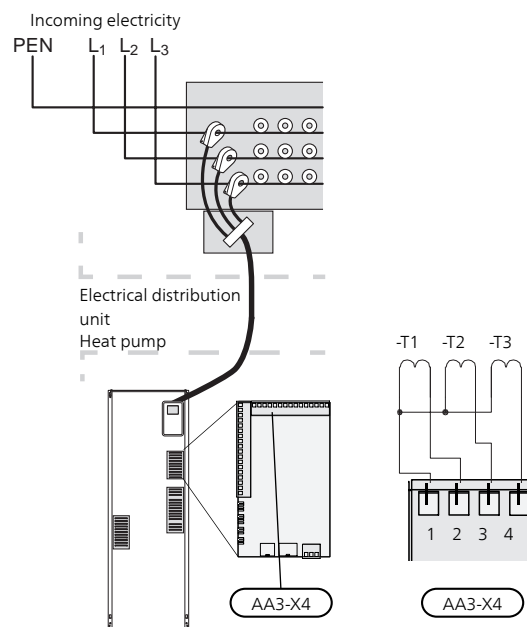 Incoming electricity
PEN L1 L2 L3
Electrical distribution
unit
Heat pump
-T1 -T2 -T3
1 2 3 4
AA3-X4
AA3-X4